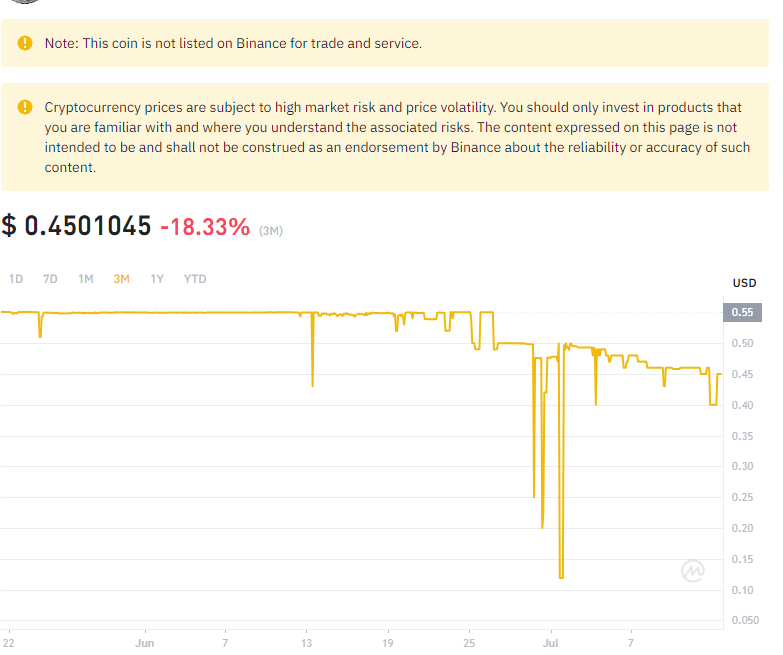 Note: This coin is not listed on Binance for trade and service.
Cryptocurrency prices are subject to high market risk and price volatility. You should only invest in products that
you are familiar with and where you understand the associated risks. The content expressed on this page is not
intended to be and shall not be construed as an endorsement by Binance about the reliability or accuracy of such
content.
$ 0.4501045 -18.33% (3M)
1D 7D 1M 3M 1Y YTD
USD
0.55
0.50
0.45
0.40
0.35
0.30
0.25
0.20
0.15
0.10
0.050
22 Jun 7 13 19 25 Jul 7